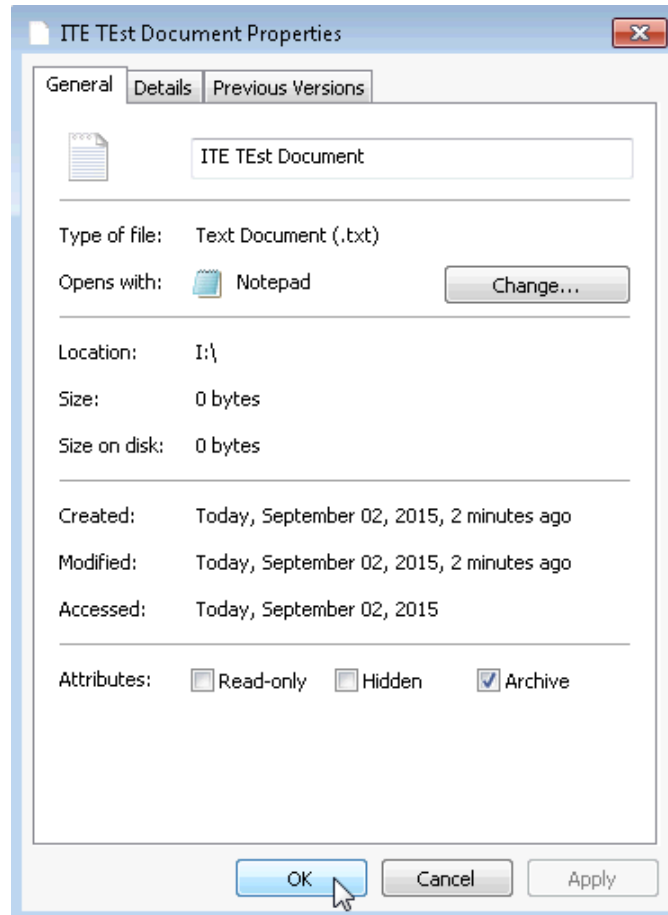 ITE TEst Document Properties
General Details Previous Versions
ITE TEst Document
Type of file: Text Document (.txt)
Opens with: Notepad Change...
Location: I:\
Size: 0 bytes
Size on disk: 0 bytes
Created: Today, September 02, 2015, 2 minutes ago
Modified: Today, September 02, 2015, 2 minutes ago
Accessed: Today, September 02, 2015
Attributes: Read-only Hidden Archive
OK Cancel Apply